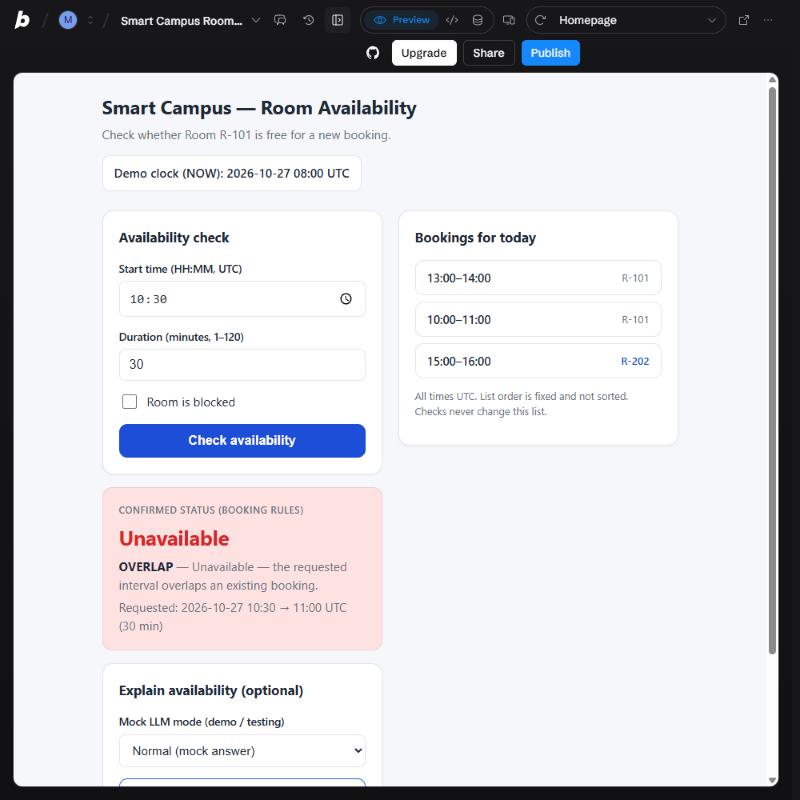 b
M
Smart Campus Room...
Preview
Homepage
Upgrade
Share
Publish
Smart Campus — Room Availability
Check whether Room R-101 is free for a new booking.
Demo clock (NOW): 2026-10-27 08:00 UTC
Availability check
Start time (HH:MM, UTC)
10:30
Duration (minutes, 1–120)
30
Room is blocked
Check availability
Bookings for today
13:00–14:00 R-101
10:00–11:00 R-101
15:00–16:00 R-202
All times UTC. List order is fixed and not sorted.
Checks never change this list.
CONFIRMED STATUS (BOOKING RULES)
Unavailable
OVERLAP — Unavailable — the requested
interval overlaps an existing booking.
Requested: 2026-10-27 10:30 → 11:00 UTC
(30 min)
Explain availability (optional)
Mock LLM mode (demo / testing)
Normal (mock answer)